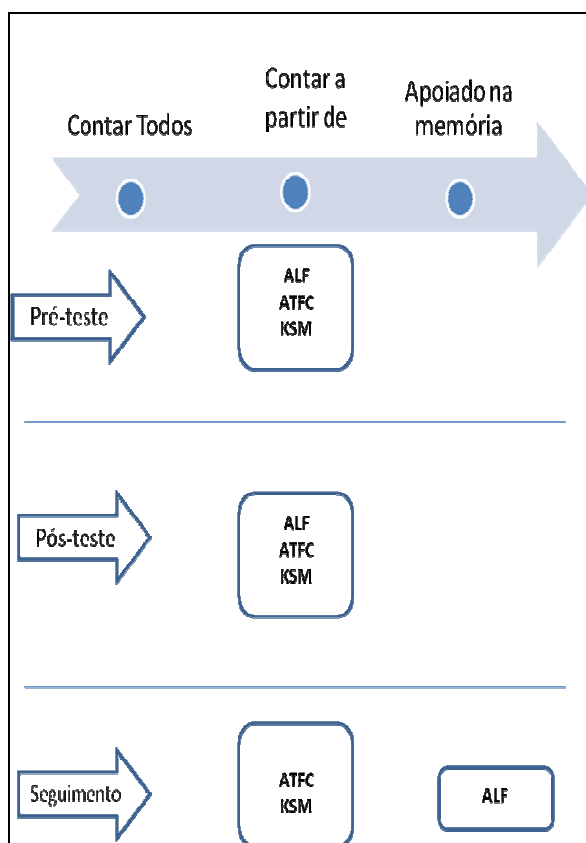 Contar Todos
Contar a
partir de
Apoiado na
memória
Pré-teste
ALF
ATFC
KSM
Pós-teste
ALF
ATFC
KSM
Seguimento
ATFC
KSM
ALF